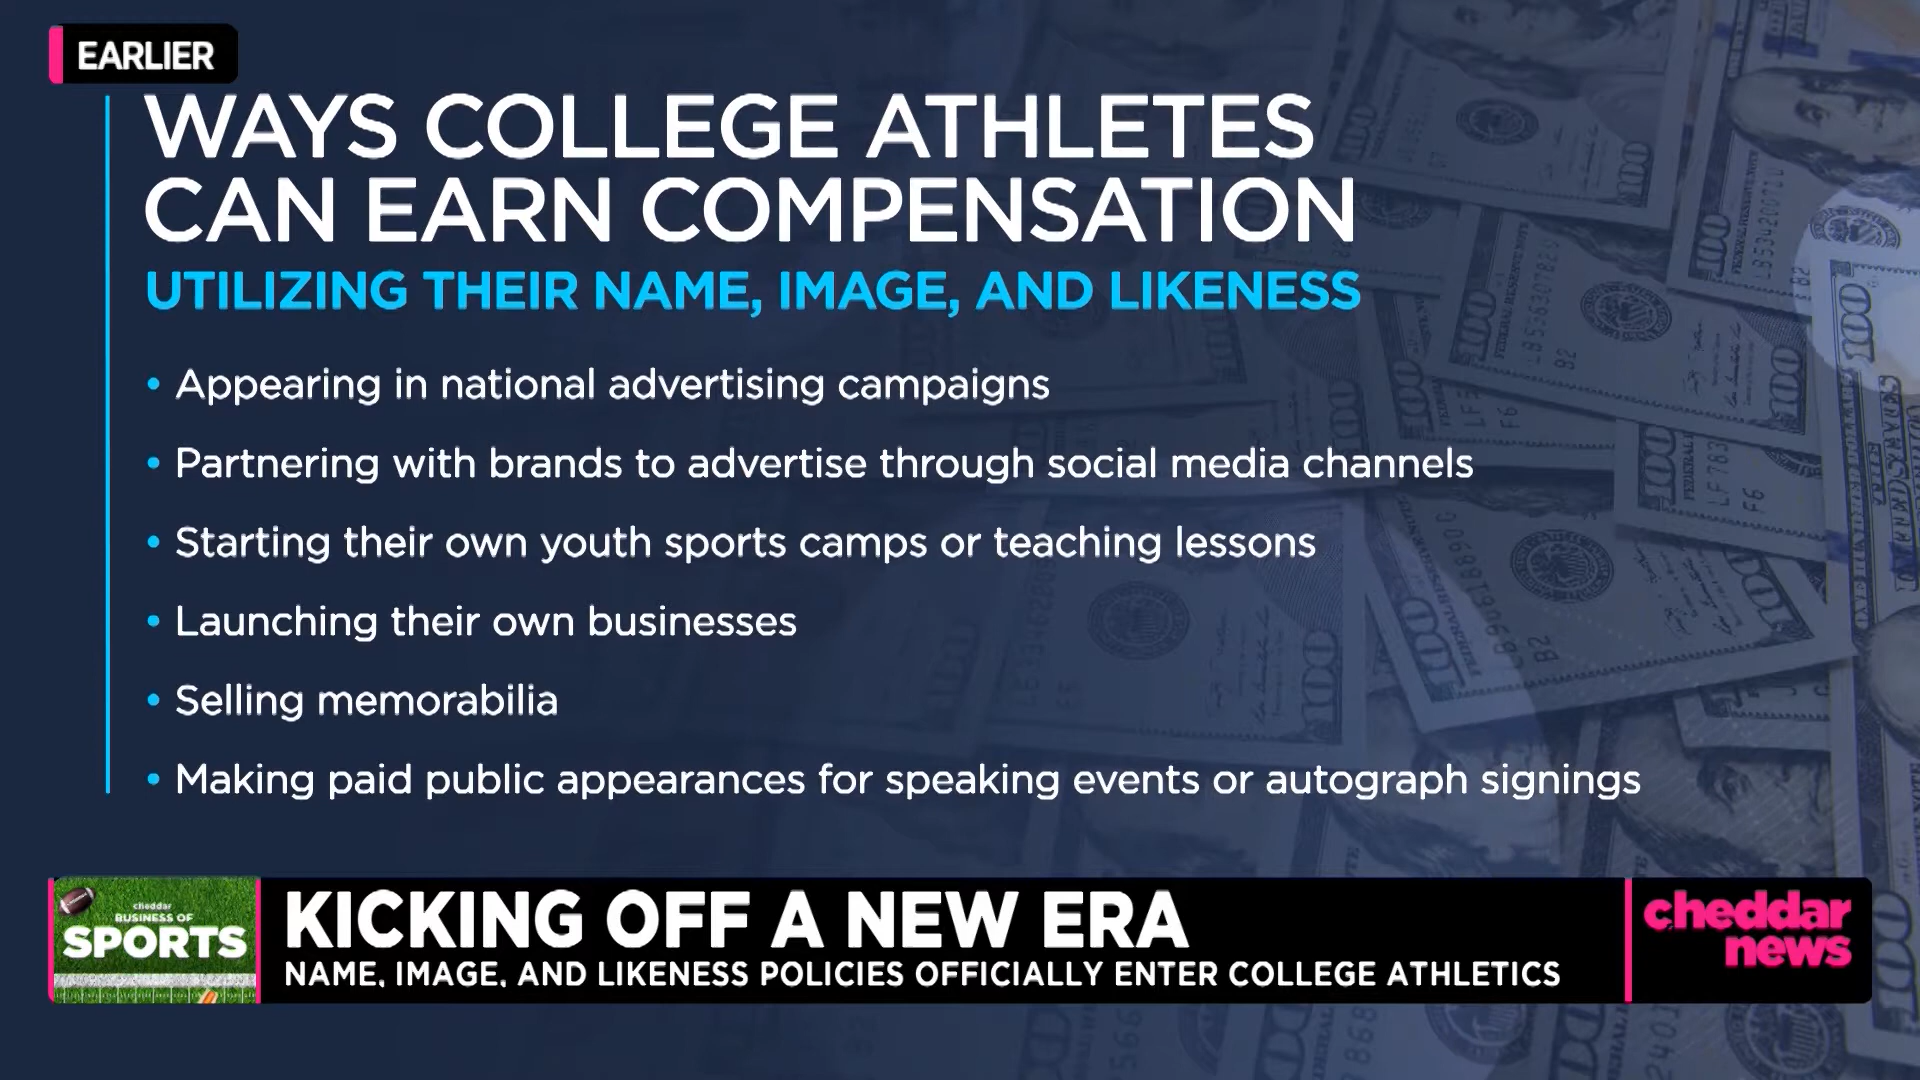 EARLIER
WAYS COLLEGE ATHLETES
CAN EARN COMPENSATION
UTILIZING THEIR NAME, IMAGE, AND LIKENESS
• Appearing in national advertising campaigns
• Partnering with brands to advertise through social media channels
• Starting their own youth sports camps or teaching lessons
• Launching their own businesses
• Selling memorabilia
• Making paid public appearances for speaking events or autograph signings
cheddar
BUSINESS OF
SPORTS
KICKING OFF A NEW ERA
NAME, IMAGE, AND LIKENESS POLICIES OFFICIALLY ENTER COLLEGE ATHLETICS
cheddar
news